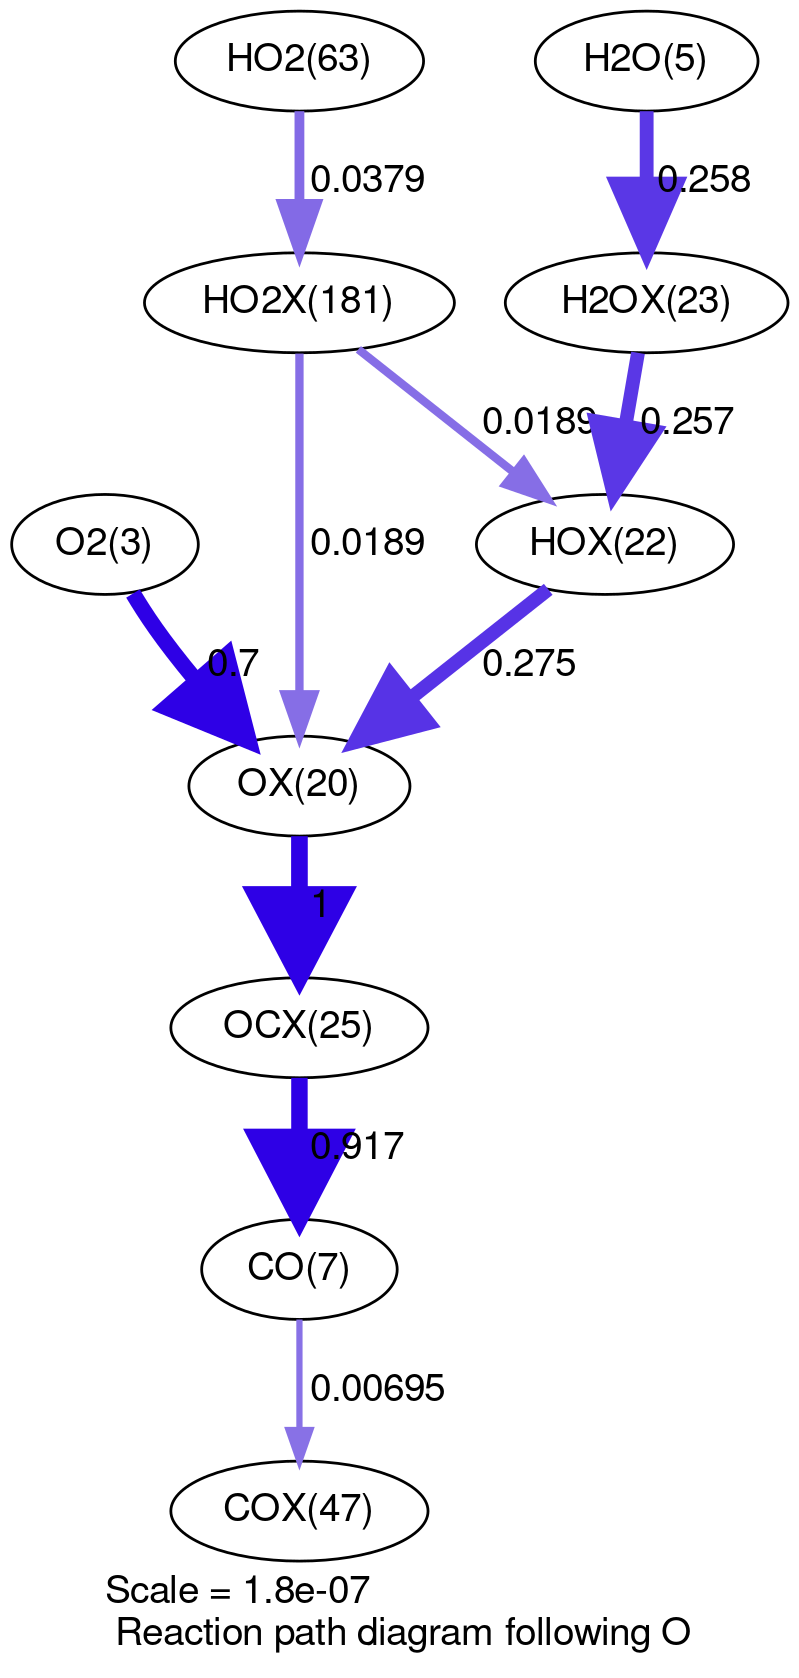 HO2(63)
H2O(5)
0.0379
0.258
HO2X(181)
H2OX(23)
0.0189
0.257
O2(3)
0.0189
HOX(22)
0.7
0.275
OX(20)
1
OCX(25)
0.917
CO(7)
0.00695
COX(47)
Scale = 1.8e-07
Reaction path diagram following O